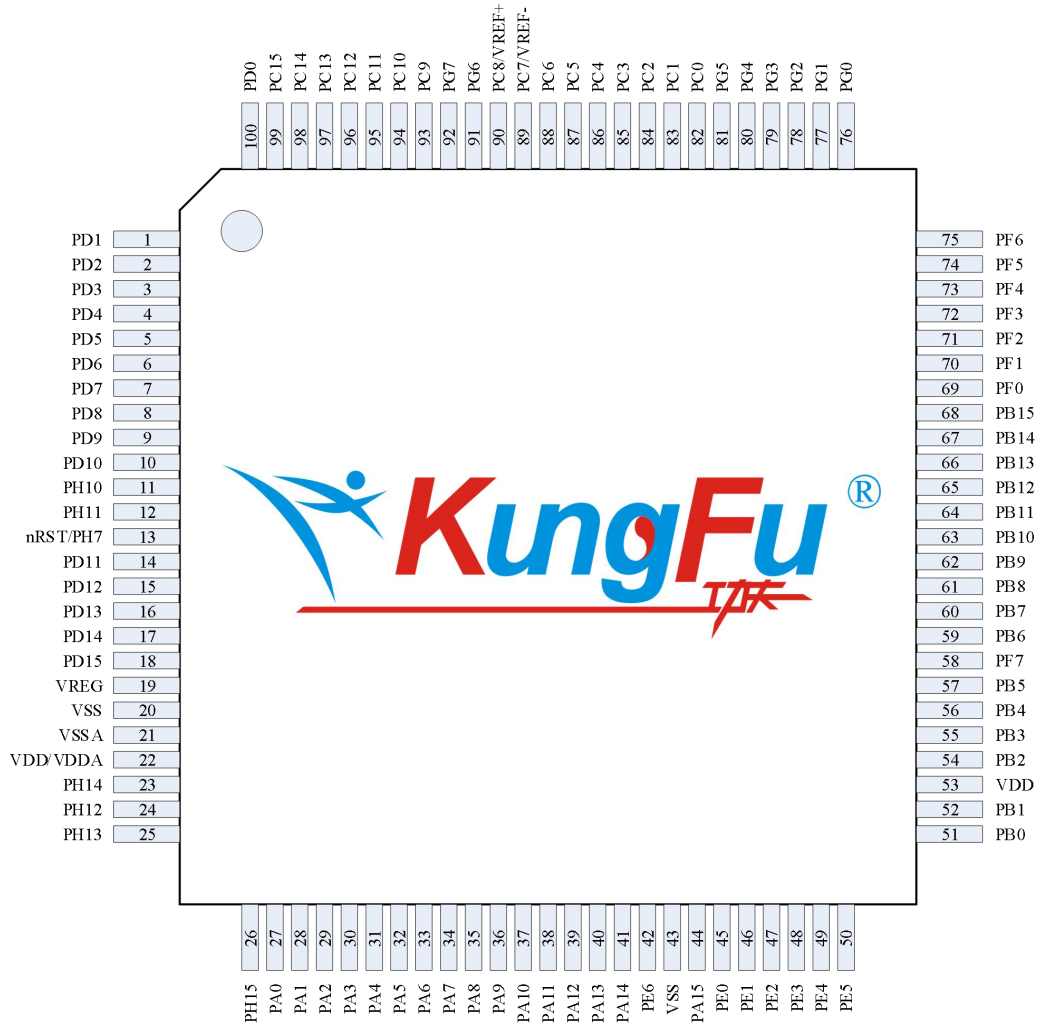 PD0 PC15 PC14 PC13 PC12 PC11 PC10 PC9 PG7 PG6 PC8/VREF+ PC7/VREF- PC6 PC5 PC4 PC3 PC2 PC1 PC0 PG5 PG4 PG3 PG2 PG1 PG0
100 99 98 97 96 95 94 93 92 91 90 89 88 87 86 85 84 83 82 81 80 79 78 77 76
PD1 1 75 PF6
PD2 2 74 PF5
PD3 3 73 PF4
PD4 4 72 PF3
PD5 5 71 PF2
PD6 6 70 PF1
PD7 7 69 PF0
PD8 8 68 PB15
PD9 9 67 PB14
PD10 10 66 PB13
PH10 11 65 PB12
PH11 12 64 PB11
nRST/PH7 13 63 PB10
PD11 14 62 PB9
PD12 15 61 PB8
PD13 16 60 PB7
PD14 17 59 PB6
PD15 18 58 PF7
VREG 19 57 PB5
VSS 20 56 PB4
VSSA 21 55 PB3
VDD/VDDA 22 54 PB2
PH14 23 53 VDD
PH12 24 52 PB1
PH13 25 51 PB0
KungFu®
功夫
26 27 28 29 30 31 32 33 34 35 36 37 38 39 40 41 42 43 44 45 46 47 48 49 50
PH15 PA0 PA1 PA2 PA3 PA4 PA5 PA6 PA7 PA8 PA9 PA10 PA11 PA12 PA13 PA14 PE6 VSS PA15 PE0 PE1 PE2 PE3 PE4 PE5